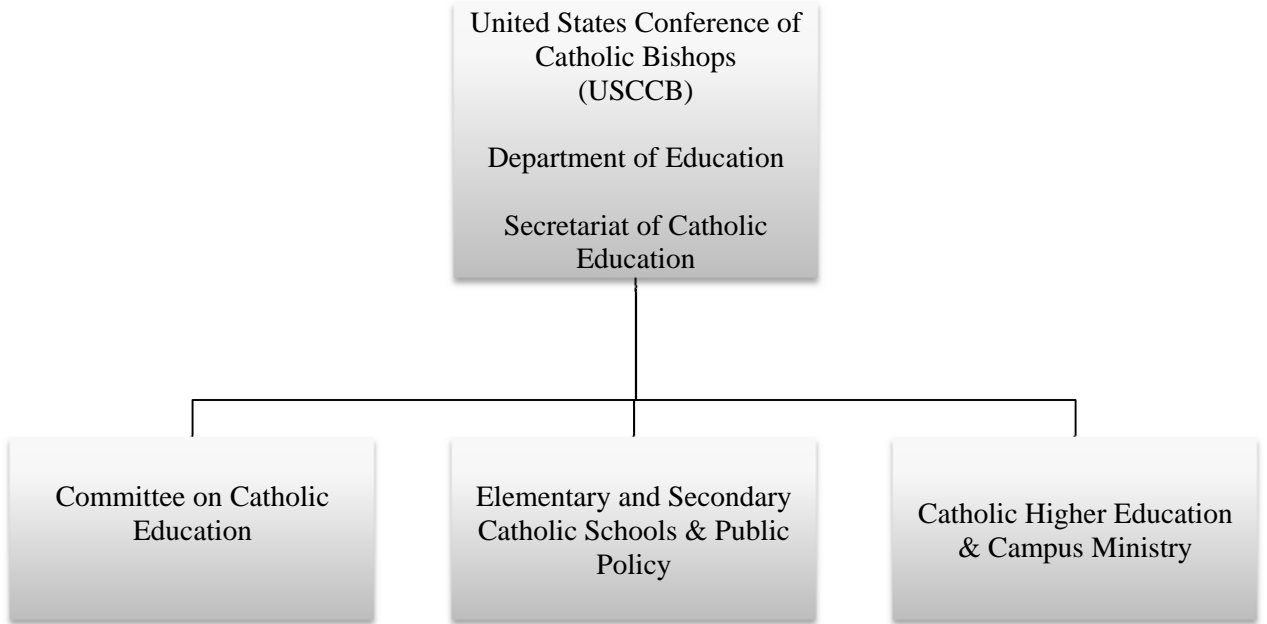 United States Conference of
Catholic Bishops
(USCCB)
Department of Education
Secretariat of Catholic
Education
Committee on Catholic
Education
Elementary and Secondary
Catholic Schools & Public
Policy
Catholic Higher Education
& Campus Ministry